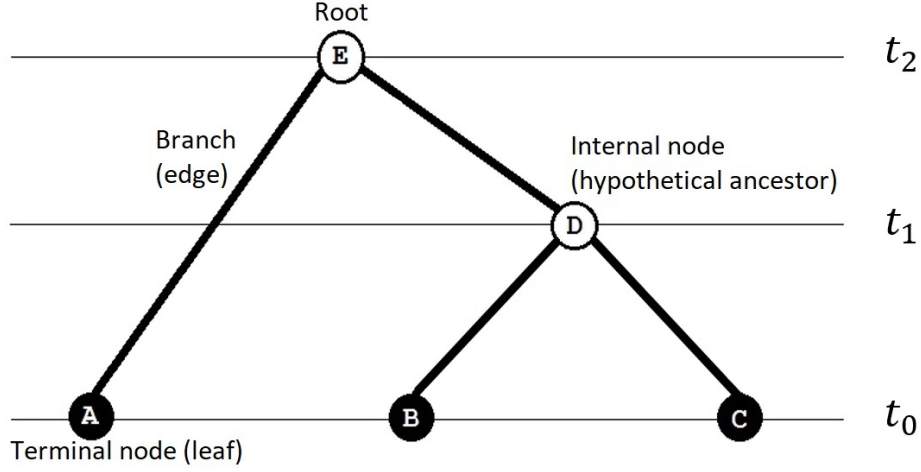 Root
E
t₂
Branch
(edge)
Internal node
(hypothetical ancestor)
D
t₁
A
B
C
t₀
Terminal node (leaf)